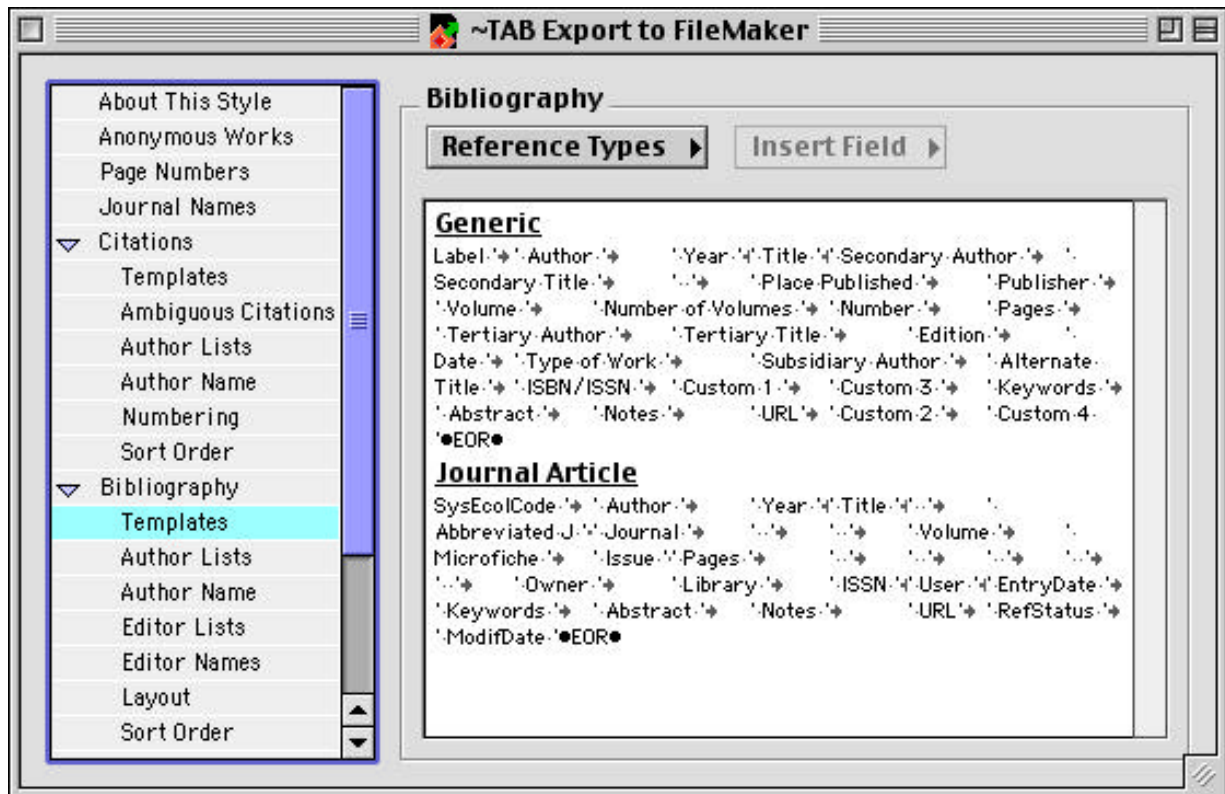 ~TAB Export to FileMaker
About This Style
Anonymous Works
Page Numbers
Journal Names
Citations
Templates
Ambiguous Citations
Author Lists
Author Name
Numbering
Sort Order
Bibliography
Templates
Author Lists
Author Name
Editor Lists
Editor Names
Layout
Sort Order
Bibliography
Reference Types
Insert Field
Generic
Label·'→'·Author·'→ '·Year·'→'·Title·'→'·Secondary·Author·'→ '·
Secondary·Title·'→ '··'→ '·Place·Published·'→ '·Publisher·'→
'·Volume·'→ '·Number·of·Volumes·'→ '·Number·'→ '·Pages·'→
'·Tertiary·Author·'→ '·Tertiary·Title·'→ '·Edition·'→ '·
Date·'→ '·Type·of·Work·'→ '·Subsidiary·Author·'→ '·Alternate·
Title·'→ '·ISBN/ISSN·'→ '·Custom·1·'→ '·Custom·3·'→ '·Keywords·'→
'·Abstract·'→ '·Notes·'→ '·URL'→ '·Custom·2·'→ '·Custom·4·
'●EOR●
Journal Article
SysEcolCode·'→ '·Author·'→ '·Year·'→'·Title·'→'··'→ '·
Abbreviated·J·'→'·Journal·'→ '··'→ '··'→ '·Volume·'→ '·
Microfiche·'→ '·Issue·'→'·Pages·'→ '··'→ '··'→ '··'→ '··'→
'··'→ '·Owner·'→ '·Library·'→ '·ISSN·'→'·User·'→'·EntryDate·'→
'·Keywords·'→ '·Abstract·'→ '·Notes·'→ '·URL'→ '·RefStatus·'→
'·ModifDate·'●EOR●